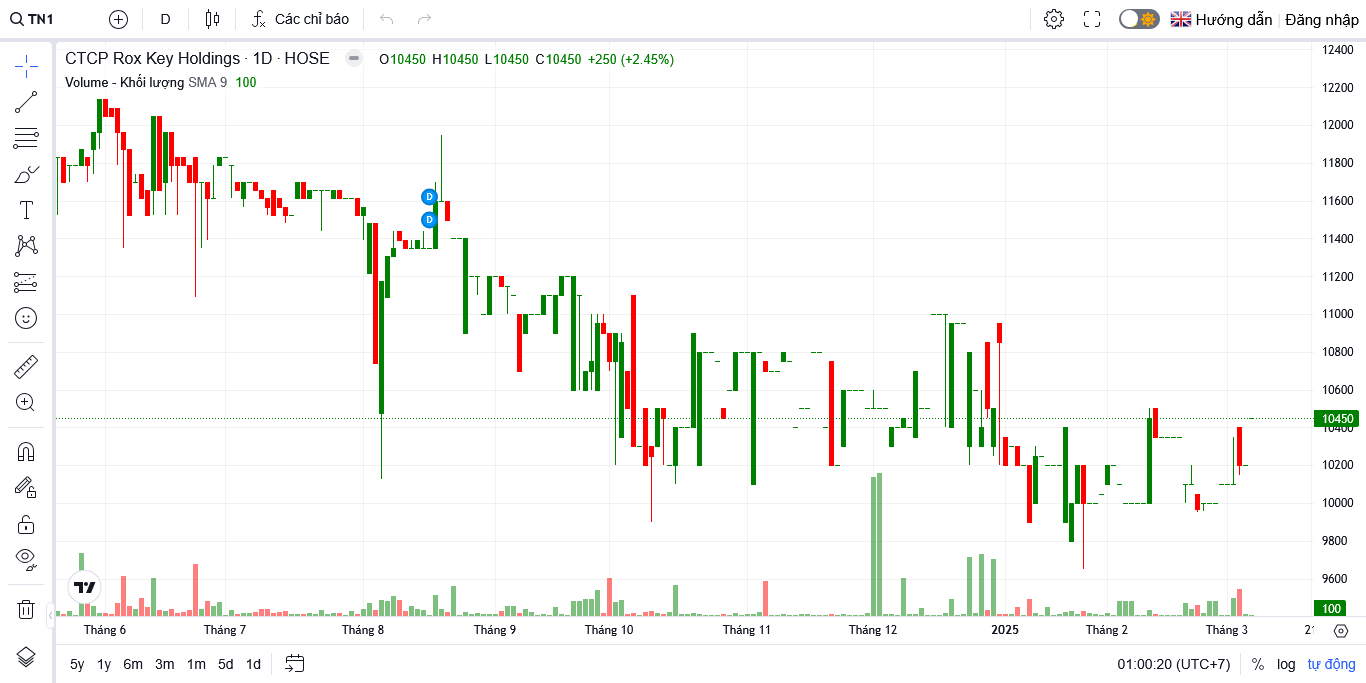 TN1 D Các chỉ báo Hướng dẫn Đăng nhập
CTCP Rox Key Holdings · 1D · HOSE O10450 H10450 L10450 C10450 +250 (+2.45%)
Volume - Khối lượng SMA 9 100
12400
12200
12000
11800
11600
11400
11200
11000
10800
10600
10450
10400
10200
10000
9800
9600
100
D
D
Tháng 6 Tháng 7 Tháng 8 Tháng 9 Tháng 10 Tháng 11 Tháng 12 2025 Tháng 2 Tháng 3
5y 1y 6m 3m 1m 5d 1d 01:00:20 (UTC+7) % log tự động